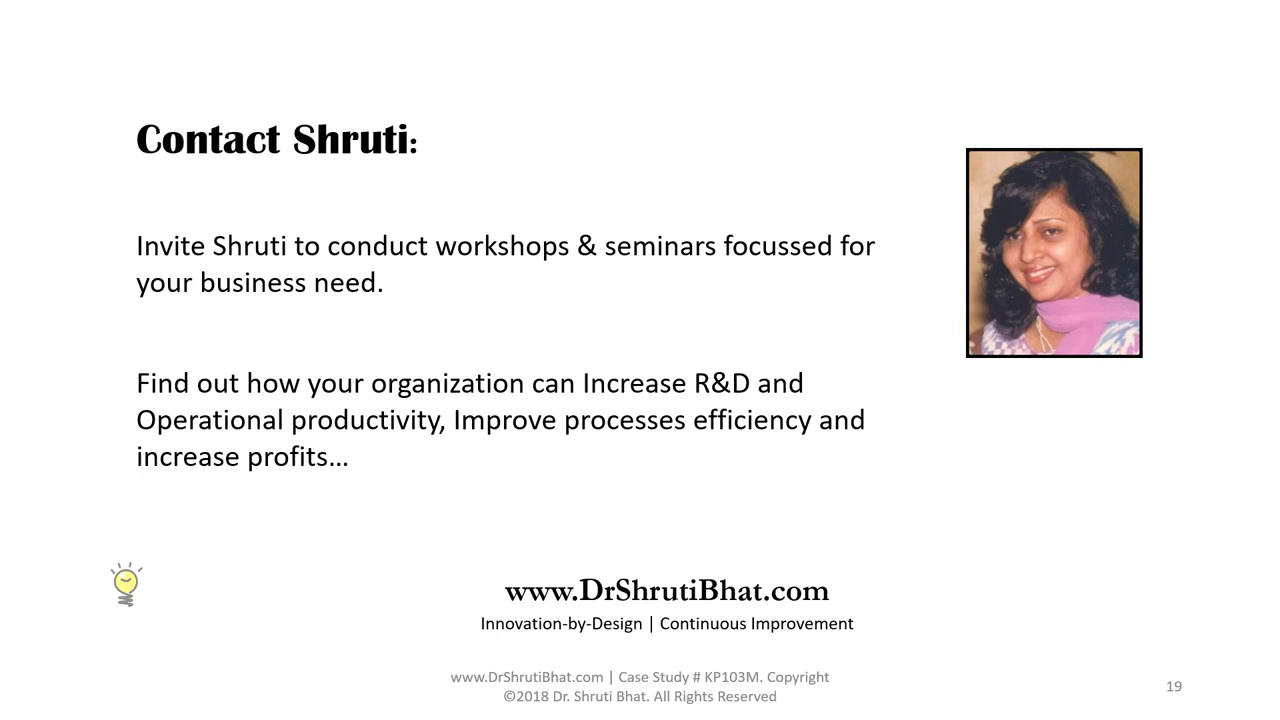 Contact Shruti:
Invite Shruti to conduct workshops & seminars focussed for
your business need.
Find out how your organization can Increase R&D and
Operational productivity, Improve processes efficiency and
increase profits…
www.DrShrutiBhat.com
Innovation-by-Design | Continuous Improvement
www.DrShrutiBhat.com | Case Study # KP103M. Copyright
©2018 Dr. Shruti Bhat. All Rights Reserved
19